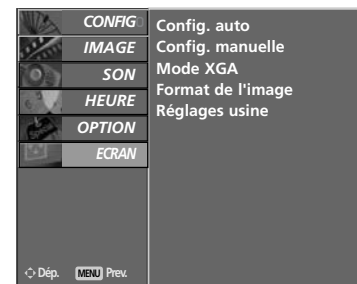 CONFIG
IMAGE
SON
HEURE
OPTION
ECRAN
Dép. MENU Prev.
Config. auto
Config. manuelle
Mode XGA
Format de l'image
Réglages usine